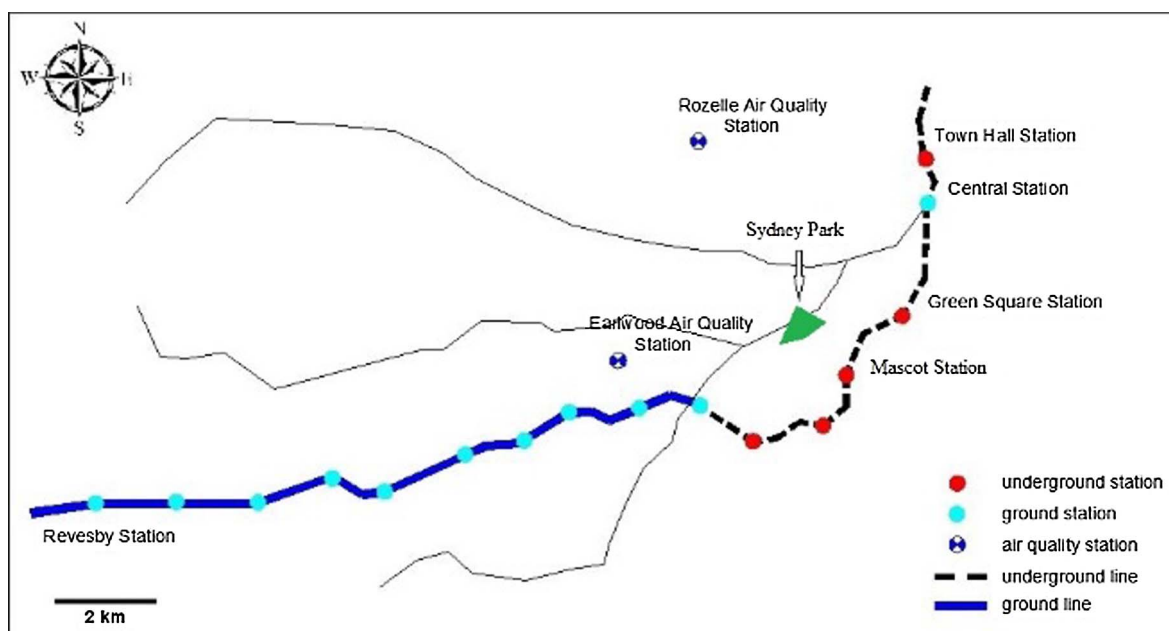 N
W E
S
Rozelle Air Quality
Station
Town Hall Station
Central Station
Sydney Park
Green Square Station
Earlwood Air Quality
Station
Mascot Station
Revesby Station
2 km
underground station
ground station
air quality station
underground line
ground line